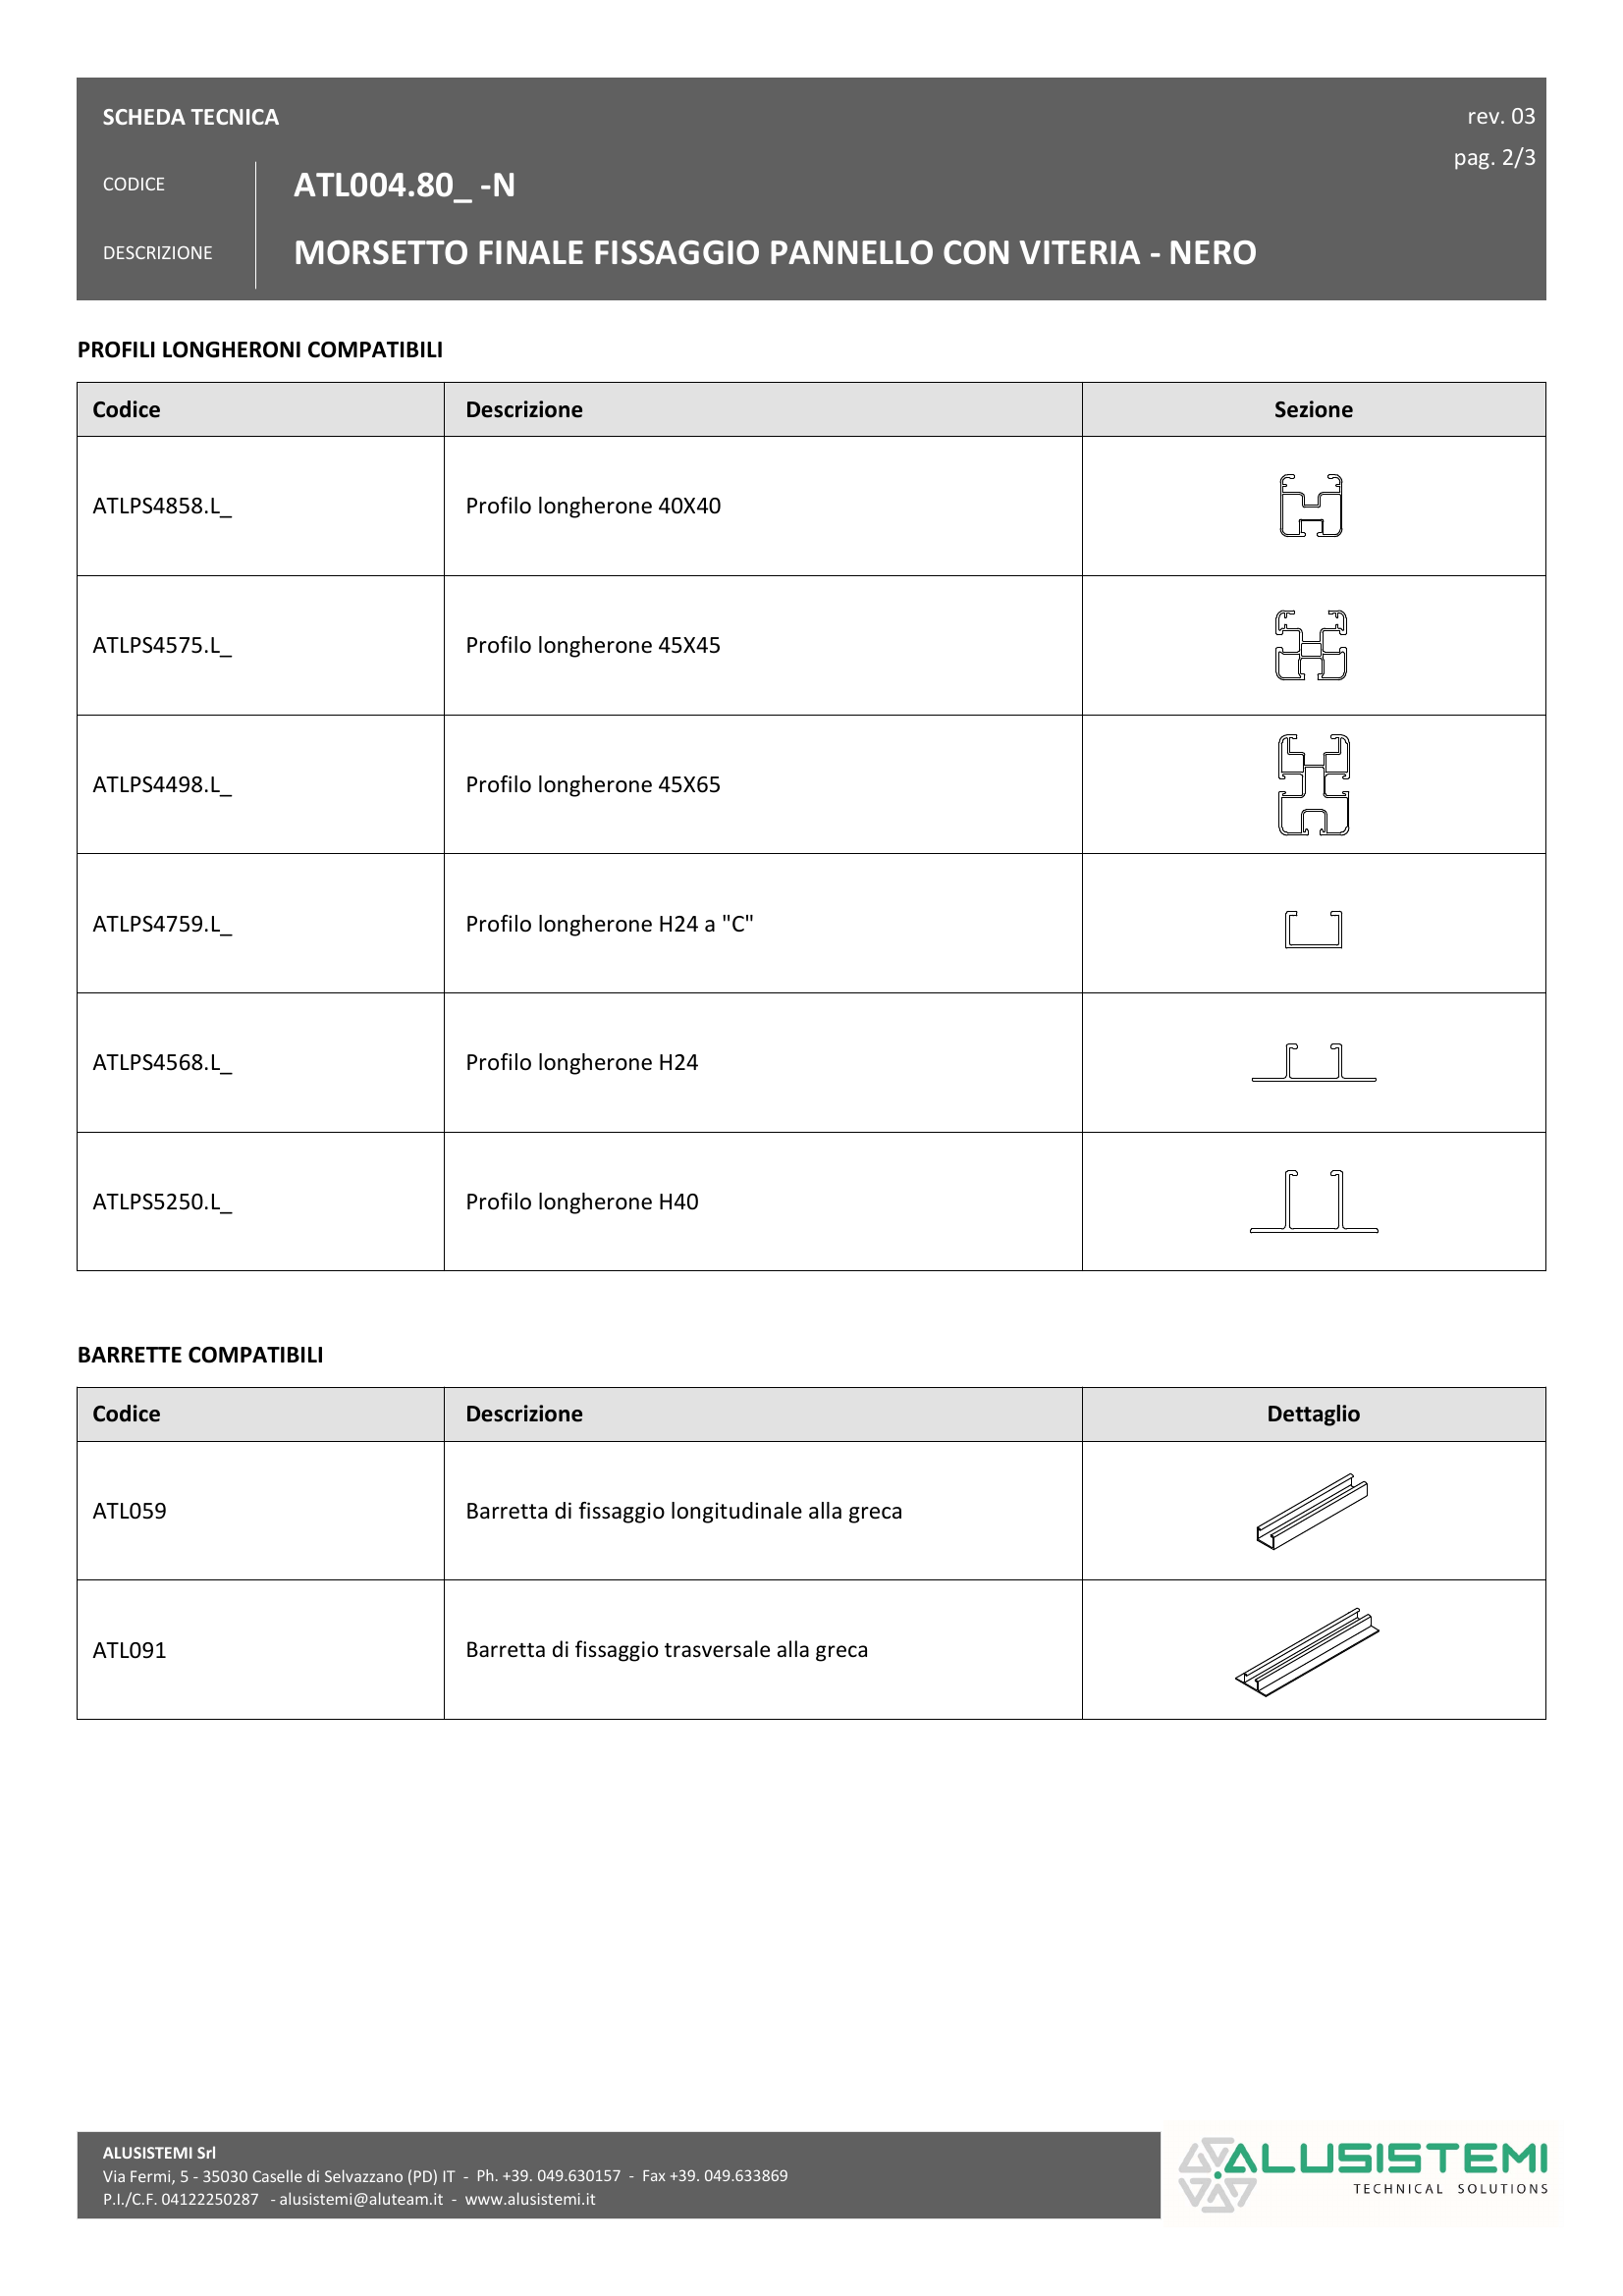 SCHEDA TECNICA
rev. 03
pag. 2/3
CODICE
ATL004.80_ -N
DESCRIZIONE
MORSETTO FINALE FISSAGGIO PANNELLO CON VITERIA - NERO
PROFILI LONGHERONI COMPATIBILI
Codice Descrizione Sezione
ATLPS4858.L_ Profilo longherone 40X40
ATLPS4575.L_ Profilo longherone 45X45
ATLPS4498.L_ Profilo longherone 45X65
ATLPS4759.L_ Profilo longherone H24 a "C"
ATLPS4568.L_ Profilo longherone H24
ATLPS5250.L_ Profilo longherone H40
BARRETTE COMPATIBILI
Codice Descrizione Dettaglio
ATL059 Barretta di fissaggio longitudinale alla greca
ATL091 Barretta di fissaggio trasversale alla greca
ALUSISTEMI Srl
Via Fermi, 5 - 35030 Caselle di Selvazzano (PD) IT - Ph. +39. 049.630157 - Fax +39. 049.633869
P.I./C.F. 04122250287 - alusistemi@aluteam.it - www.alusistemi.it
ALUSISTEMI
TECHNICAL SOLUTIONS